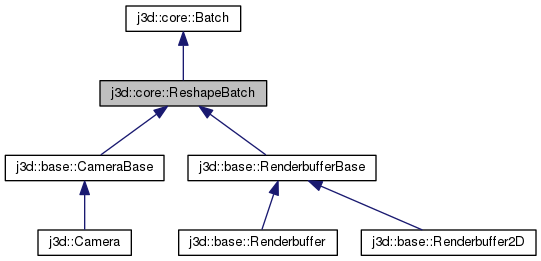 j3d::core::Batch
j3d::core::ReshapeBatch
j3d::base::CameraBase
j3d::base::RenderbufferBase
j3d::Camera
j3d::base::Renderbuffer
j3d::base::Renderbuffer2D